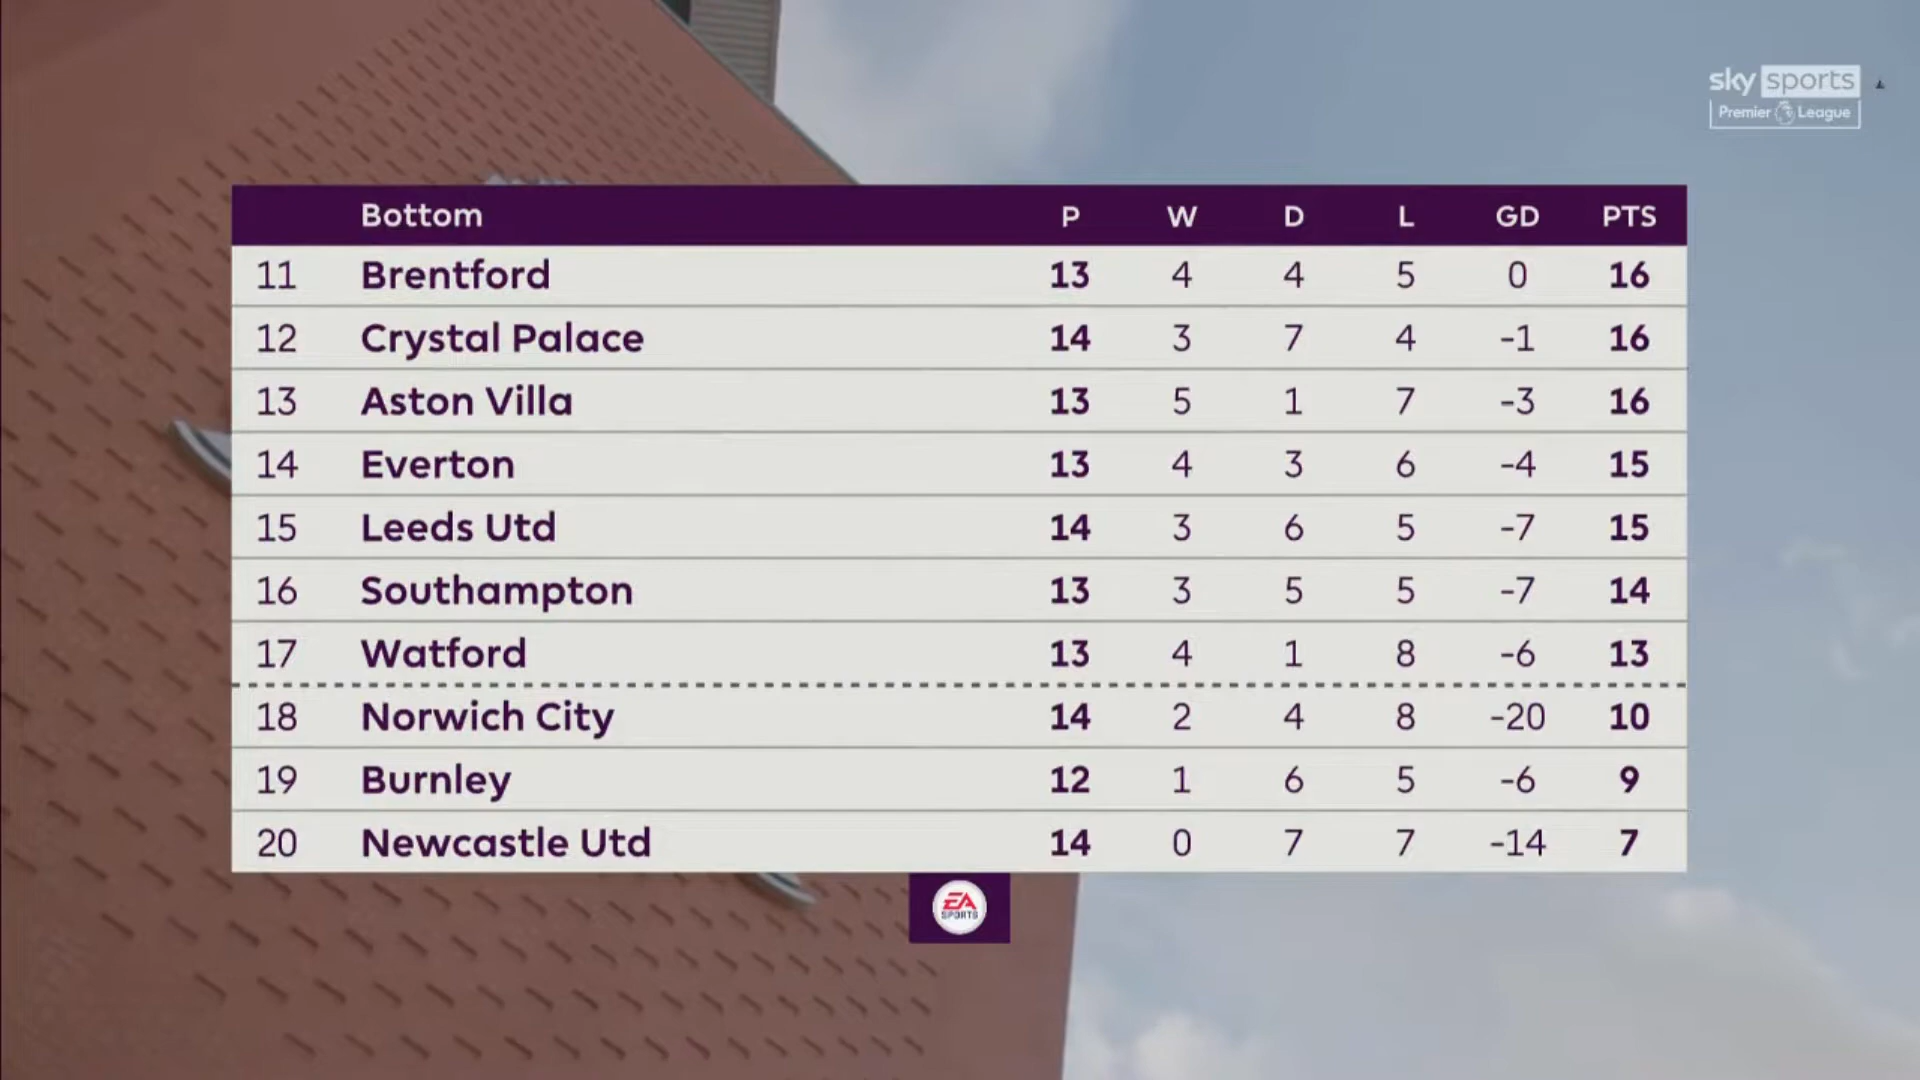 sky sports
Premier League
Bottom P W D L GD PTS
11 Brentford 13 4 4 5 0 16
12 Crystal Palace 14 3 7 4 -1 16
13 Aston Villa 13 5 1 7 -3 16
14 Everton 13 4 3 6 -4 15
15 Leeds Utd 14 3 6 5 -7 15
16 Southampton 13 3 5 5 -7 14
17 Watford 13 4 1 8 -6 13
18 Norwich City 14 2 4 8 -20 10
19 Burnley 12 1 6 5 -6 9
20 Newcastle Utd 14 0 7 7 -14 7
EA
SPORTS